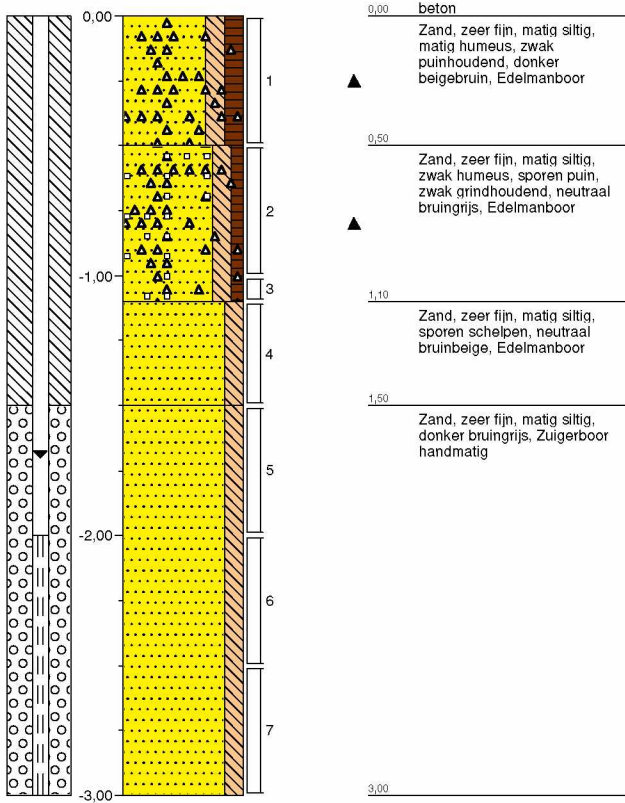 0,00
0,00
beton
Zand, zeer fijn, matig siltig,
matig humeus, zwak
puinhoudend, donker
beigebruin, Edelmanboor
1
0,50
Zand, zeer fijn, matig siltig,
zwak humeus, sporen puin,
zwak grindhoudend, neutraal
bruingrijs, Edelmanboor
2
-1,00
3
1,10
Zand, zeer fijn, matig siltig,
sporen schelpen, neutraal
bruinbeige, Edelmanboor
4
1,50
Zand, zeer fijn, matig siltig,
donker bruingrijs, Zuigerboor
handmatig
5
-2,00
6
7
-3,00
3,00